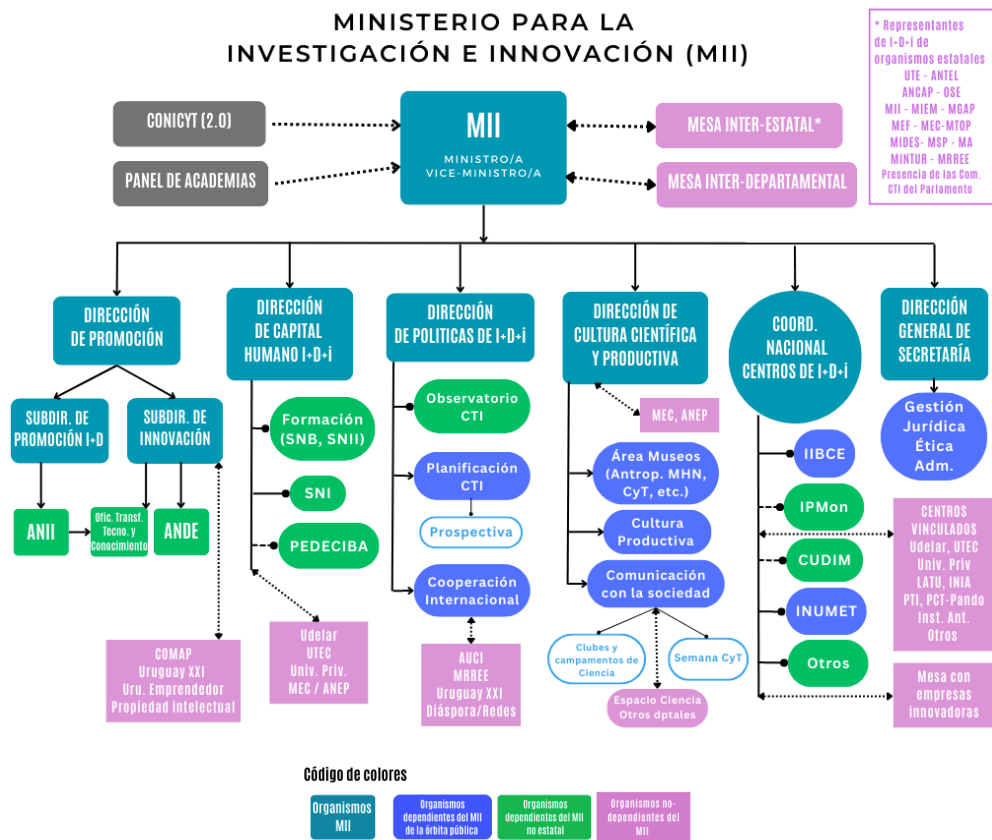 MINISTERIO PARA LA
INVESTIGACIÓN E INNOVACIÓN (MII)
* Representantes
de I+D+i de
organismos estatales
UTE - ANTEL
ANCAP - OSE
MII - MIEM - MGAP
MEF - MEC-MTOP
MIDES- MSP - MA
MINTUR - MRREE
Presencia de las Com.
CTI del Parlamento
CONICYT (2.0)
PANEL DE ACADEMIAS
MII
MINISTRO/A
VICE-MINISTRO/A
MESA INTER-ESTATAL*
MESA INTER-DEPARTAMENTAL
DIRECCIÓN
DE PROMOCIÓN
SUBDIR. DE
PROMOCIÓN I+D
SUBDIR. DE
INNOVACIÓN
ANII
Ofic. Transf.
Tecno. y
Conocimiento
ANDE
COMAP
Uruguay XXI
Uru. Emprendedor
Propiedad intelectual
DIRECCIÓN
DE CAPITAL
HUMANO I+D+i
Formación
(SNB, SNII)
SNI
PEDECIBA
Udelar
UTEC
Univ. Priv.
MEC / ANEP
DIRECCIÓN
DE POLITICAS DE I+D+i
Observatorio
CTI
Planificación
CTI
Prospectiva
Cooperación
Internacional
AUCI
MRREE
Uruguay XXI
Diáspora/Redes
DIRECCIÓN DE
CULTURA CIENTÍFICA
Y PRODUCTIVA
MEC, ANEP
Área Museos
(Antrop. MHN,
CyT, etc.)
Cultura
Productiva
Comunicación
con la sociedad
Clubes y
campamentos de
Ciencia
Semana CyT
Espacio Ciencia
Otros dptales
COORD.
NACIONAL
CENTROS DE I+D+i
IIBCE
IPMon
CUDIM
INUMET
Otros
DIRECCIÓN
GENERAL DE
SECRETARÍA
Gestión
Jurídica
Ética
Adm.
CENTROS
VINCULADOS
Udelar, UTEC
Univ. Priv
LATU, INIA
PTI, PCT-Pando
Inst. Ant.
Otros
Mesa con
empresas
innovadoras
Código de colores
Organismos
MII
Organismos
dependientes del MII
de la órbita pública
Organismos
dependientes del MII
no estatal
Organismos no-
dependientes del
MII